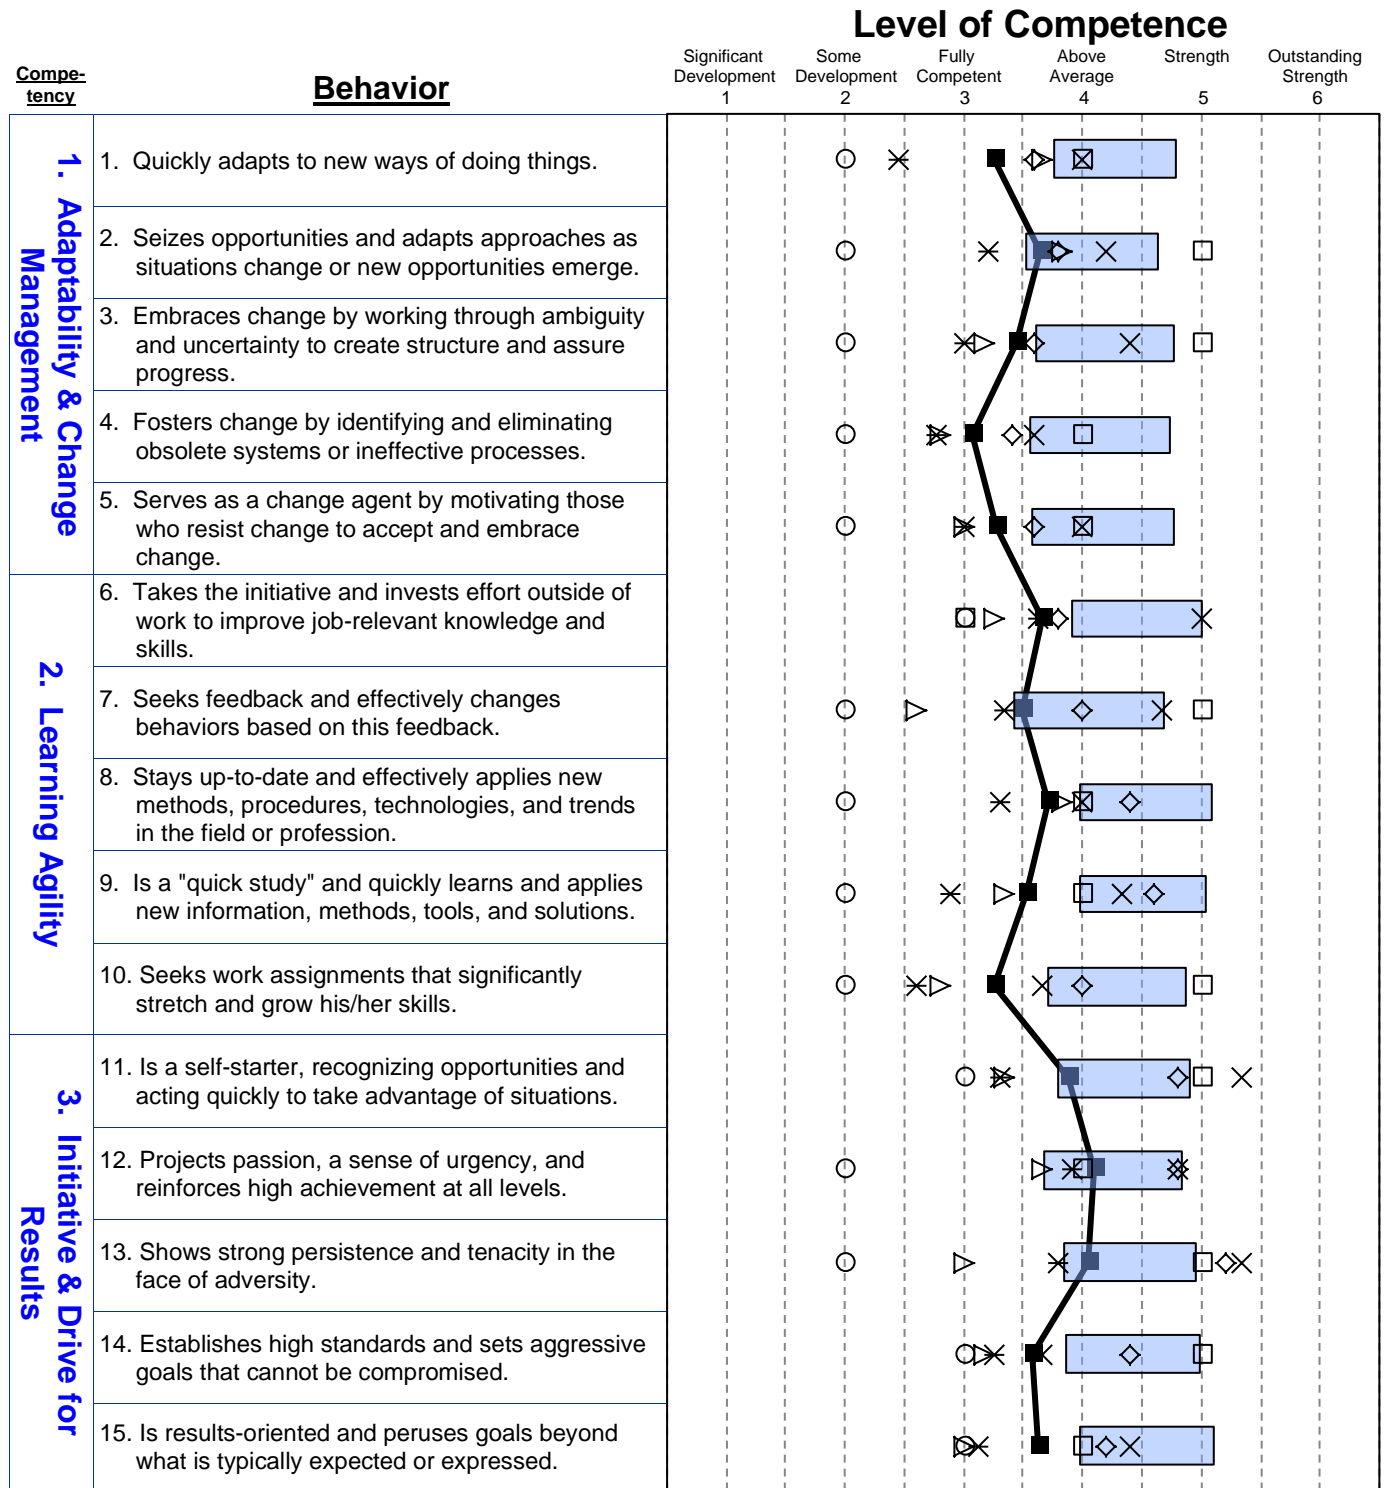 Level of Competence
Significant Development 1
Some Development 2
Fully Competent 3
Above Average 4
Strength 5
Outstanding Strength 6
Compe-
tency
Behavior
1. Adaptability & Change
Management
1. Quickly adapts to new ways of doing things.
2. Seizes opportunities and adapts approaches as
situations change or new opportunities emerge.
3. Embraces change by working through ambiguity
and uncertainty to create structure and assure
progress.
4. Fosters change by identifying and eliminating
obsolete systems or ineffective processes.
5. Serves as a change agent by motivating those
who resist change to accept and embrace
change.
2. Learning Agility
6. Takes the initiative and invests effort outside of
work to improve job-relevant knowledge and
skills.
7. Seeks feedback and effectively changes
behaviors based on this feedback.
8. Stays up-to-date and effectively applies new
methods, procedures, technologies, and trends
in the field or profession.
9. Is a "quick study" and quickly learns and applies
new information, methods, tools, and solutions.
10. Seeks work assignments that significantly
stretch and grow his/her skills.
3. Initiative & Drive for
Results
11. Is a self-starter, recognizing opportunities and
acting quickly to take advantage of situations.
12. Projects passion, a sense of urgency, and
reinforces high achievement at all levels.
13. Shows strong persistence and tenacity in the
face of adversity.
14. Establishes high standards and sets aggressive
goals that cannot be compromised.
15. Is results-oriented and peruses goals beyond
what is typically expected or expressed.